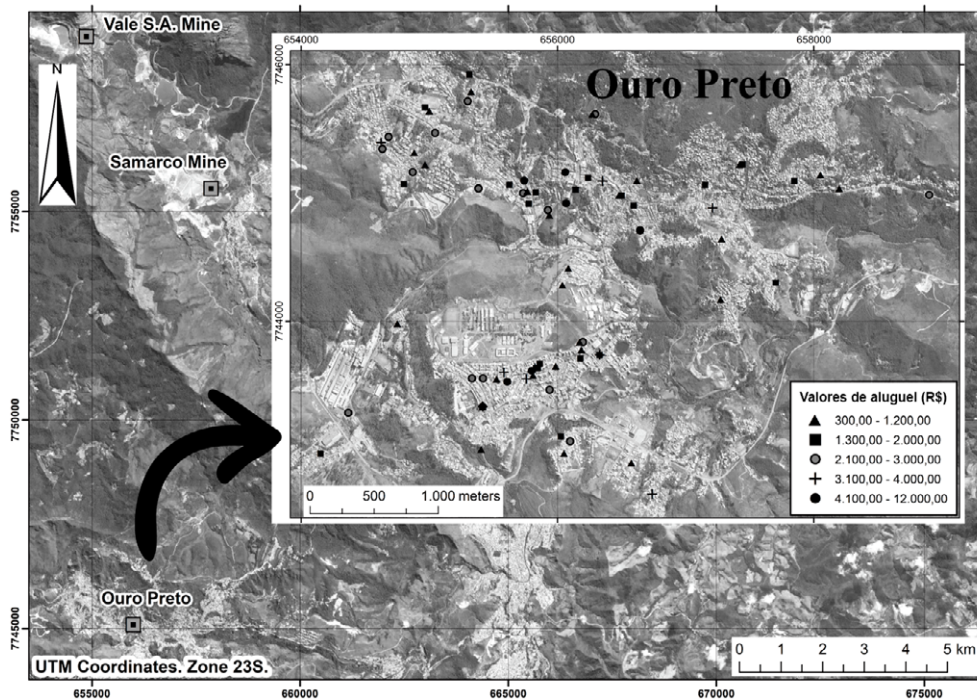 Vale S.A. Mine
N
Samarco Mine
654000 656000 658000
7746000
Ouro Preto
7755000
7744000
7750000
Valores de aluguel (R$)
300,00 - 1.200,00
1.300,00 - 2.000,00
2.100,00 - 3.000,00
3.100,00 - 4.000,00
4.100,00 - 12.000,00
0 500 1.000 meters
Ouro Preto
7745000
UTM Coordinates. Zone 23S.
0 1 2 3 4 5 km
655000 660000 665000 670000 675000